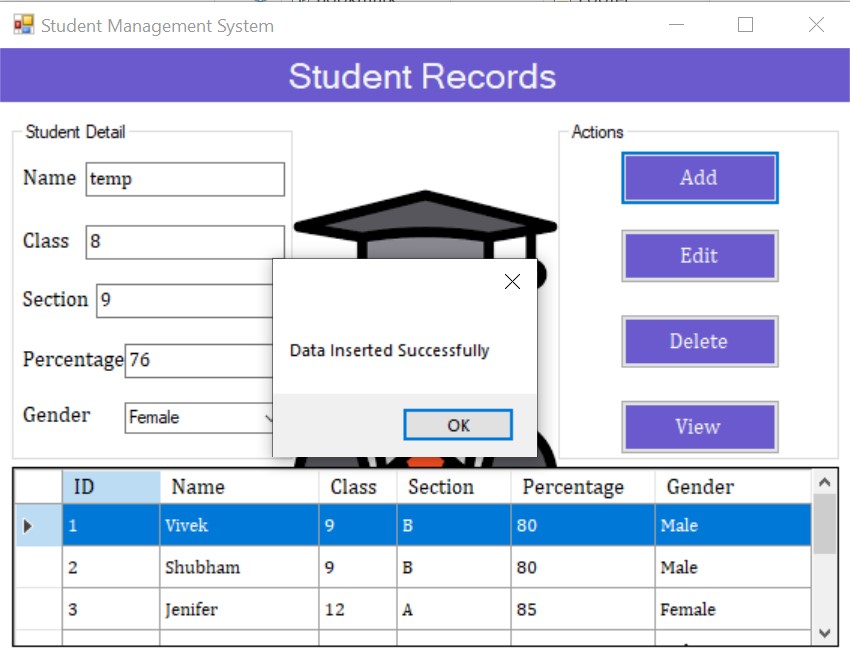 Student Management System
Student Records
Student Detail
Name temp
Class 8
Section 9
Percentage 76
Gender Female
Actions
Add
Edit
Delete
View
Data Inserted Successfully
OK
ID Name Class Section Percentage Gender
1 Vivek 9 B 80 Male
2 Shubham 9 B 80 Male
3 Jenifer 12 A 85 Female